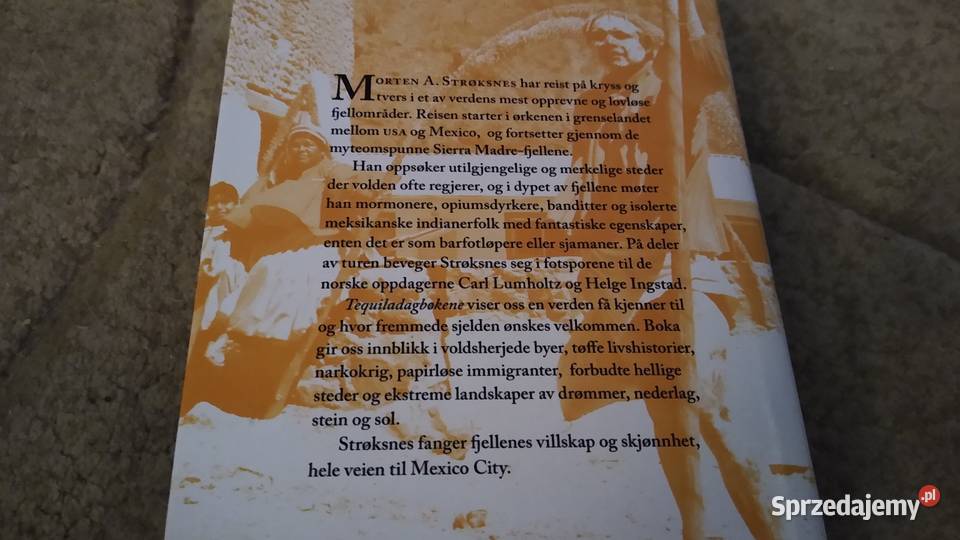 MORTEN A. STRØKSNES har reist på kryss og
tvers i et av verdens mest opprevne og lovløse
fjellområder. Reisen starter i ørkenen i grenselandet
mellom USA og Mexico, og fortsetter gjennom de
myteomspunne Sierra Madre-fjellene.
Han oppsøker utilgjengelige og merkelige steder
der volden ofte regjerer, og i dypet av fjellene møter
han mormonere, opiumsdyrkere, banditter og isolerte
meksikanske indianerfolk med fantastiske egenskaper,
enten det er som barfotløpere eller sjamaner. På deler
av turen beveger Strøksnes seg i fotsporene til de
norske oppdagerne Carl Lumholtz og Helge Ingstad.
Tequiladagbøkene viser oss en verden få kjenner til
og hvor fremmede sjelden ønskes velkommen. Boka
gir oss innblikk i voldsherjede byer, tøffe livshistorier,
narkokrig, papirløse immigranter, forbudte hellige
steder og ekstreme landskaper av drømmer, nederlag,
stein og sol.
Strøksnes fanger fjellenes villskap og skjønnhet,
hele veien til Mexico City.
Sprzedajemy.pl